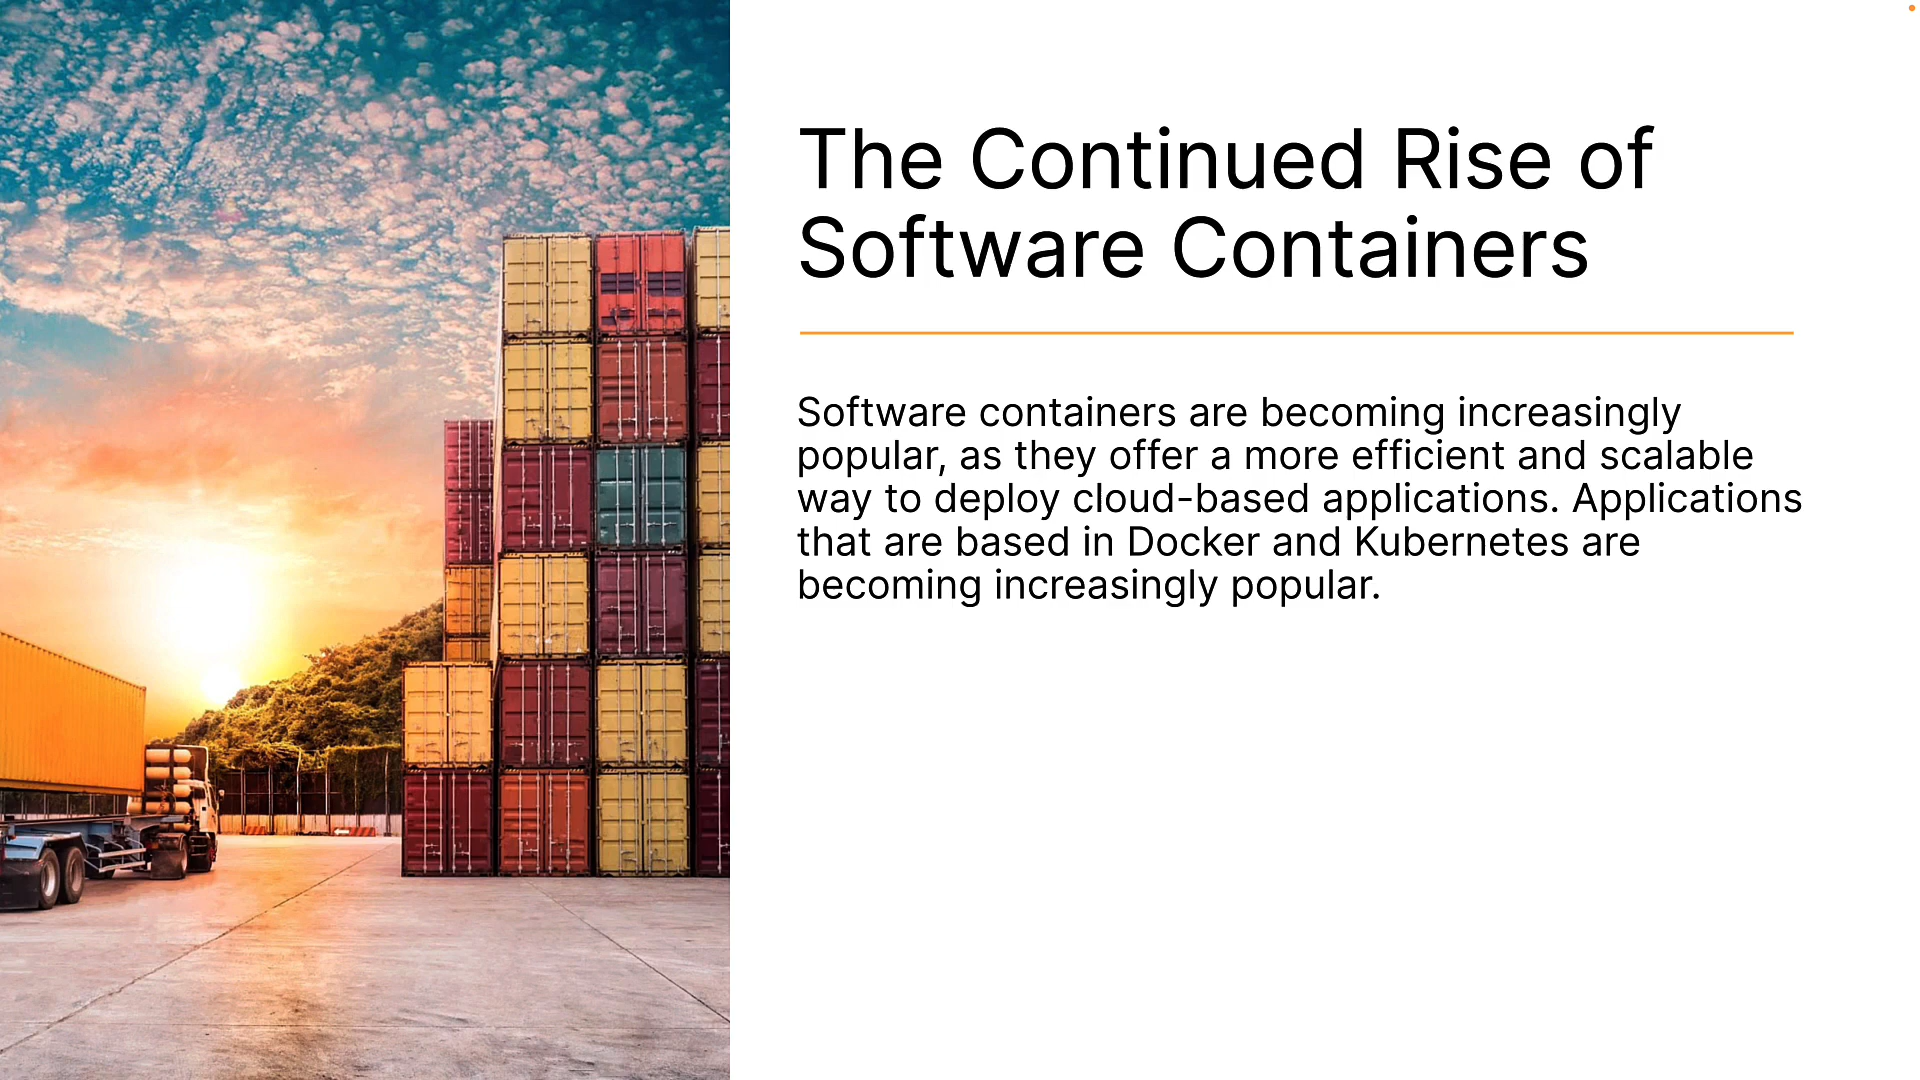 The Continued Rise of
Software Containers
Software containers are becoming increasingly
popular, as they offer a more efficient and scalable
way to deploy cloud-based applications. Applications
that are based in Docker and Kubernetes are
becoming increasingly popular.